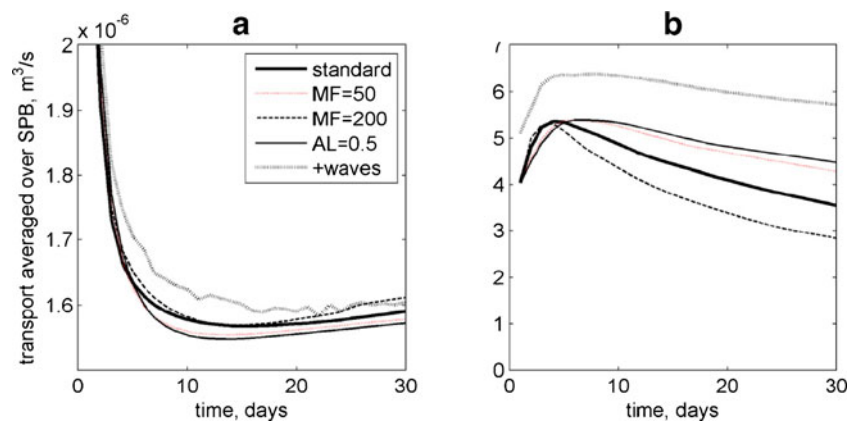 a
b
× 10⁻⁶
transport averaged over SPB, m³/s
2
1.9
1.8
1.7
1.6
standard
MF=50
MF=200
AL=0.5
+waves
0 10 20 30
time, days
7
6
5
4
3
2
1
0
0 10 20 30
time, days